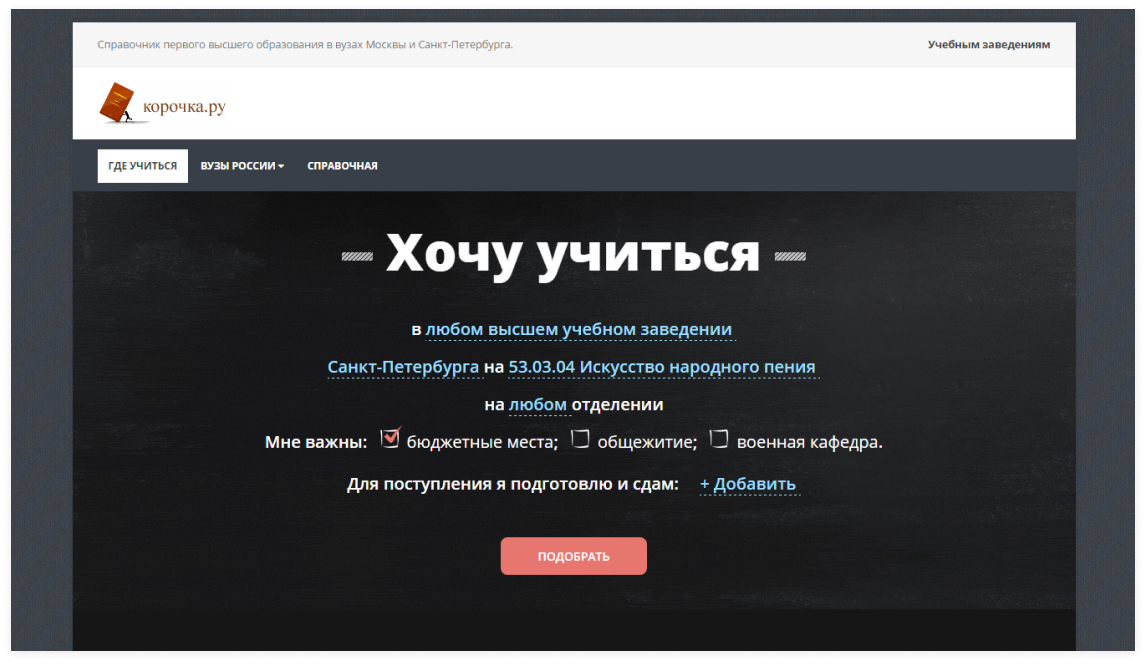 Справочник первого высшего образования в вузах Москвы и Санкт-Петербурга.
Учебным заведениям
корочка.ру
ГДЕ УЧИТЬСЯ ВУЗЫ РОССИИ СПРАВОЧНАЯ
Хочу учиться
в любом высшем учебном заведении
Санкт-Петербурга на 53.03.04 Искусство народного пения
на любом отделении
Мне важны: бюджетные места; общежитие; военная кафедра.
Для поступления я подготовлю и сдам: + Добавить
ПОДОБРАТЬ